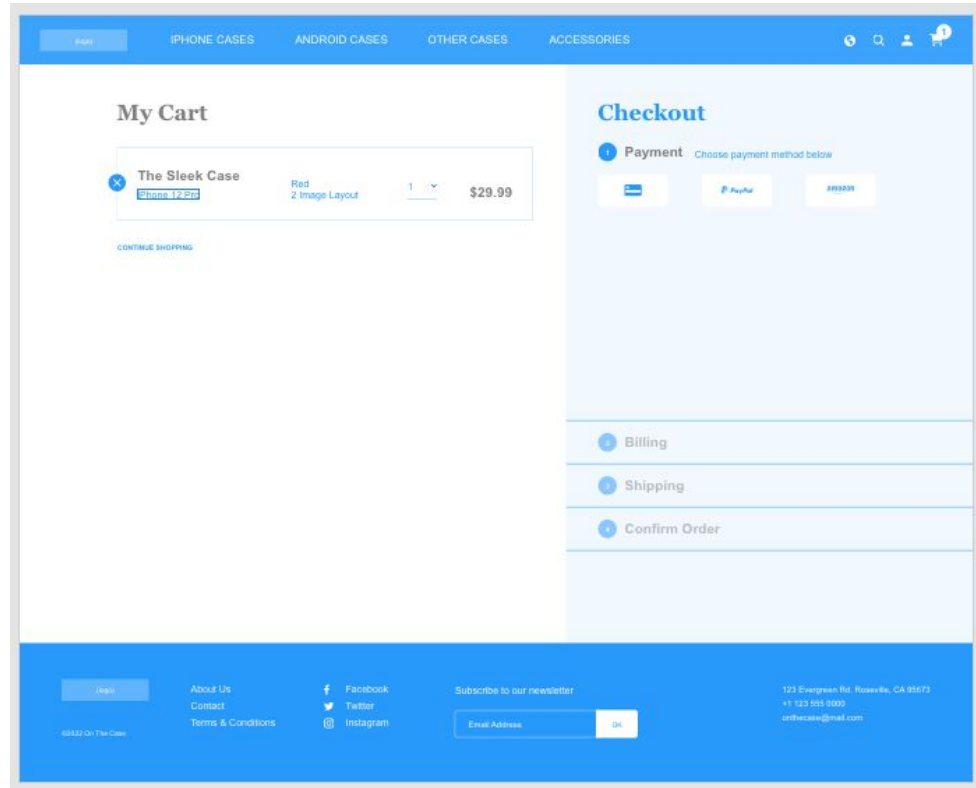 (logo)
IPHONE CASES
ANDROID CASES
OTHER CASES
ACCESSORIES
1
My Cart
The Sleek Case
iPhone 12 Pro
Red
2 Image Layout
1
$29.99
CONTINUE SHOPPING
Checkout
1 Payment Choose payment method below
PayPal
amazon
2 Billing
3 Shipping
4 Confirm Order
(logo)
©2022 On The Case
About Us
Contact
Terms & Conditions
Facebook
Twitter
Instagram
Subscribe to our newsletter
Email Address
OK
123 Evergreen Rd. Roseville, CA 95673
+1 123 555 0000
onthecase@mail.com